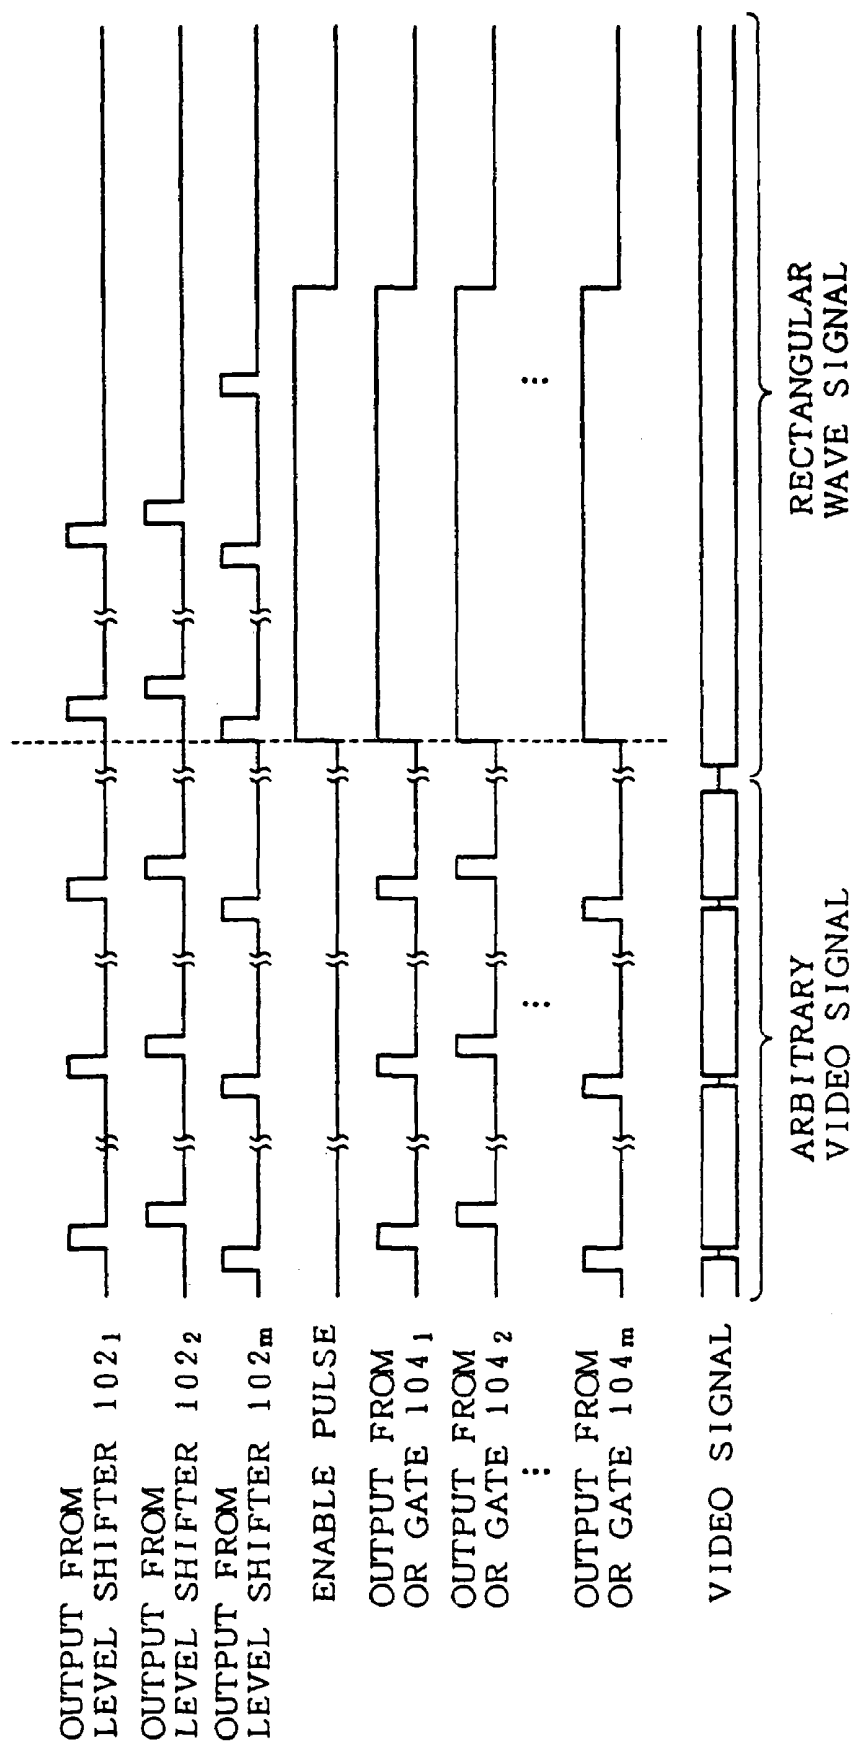 OUTPUT FROM
LEVEL SHIFTER 102₁
OUTPUT FROM
LEVEL SHIFTER 102₂
OUTPUT FROM
LEVEL SHIFTER 102ₘ
ENABLE PULSE
OUTPUT FROM
OR GATE 104₁
OUTPUT FROM
OR GATE 104₂
OUTPUT FROM
OR GATE 104ₘ
VIDEO SIGNAL
ARBITRARY
VIDEO SIGNAL
RECTANGULAR
WAVE SIGNAL